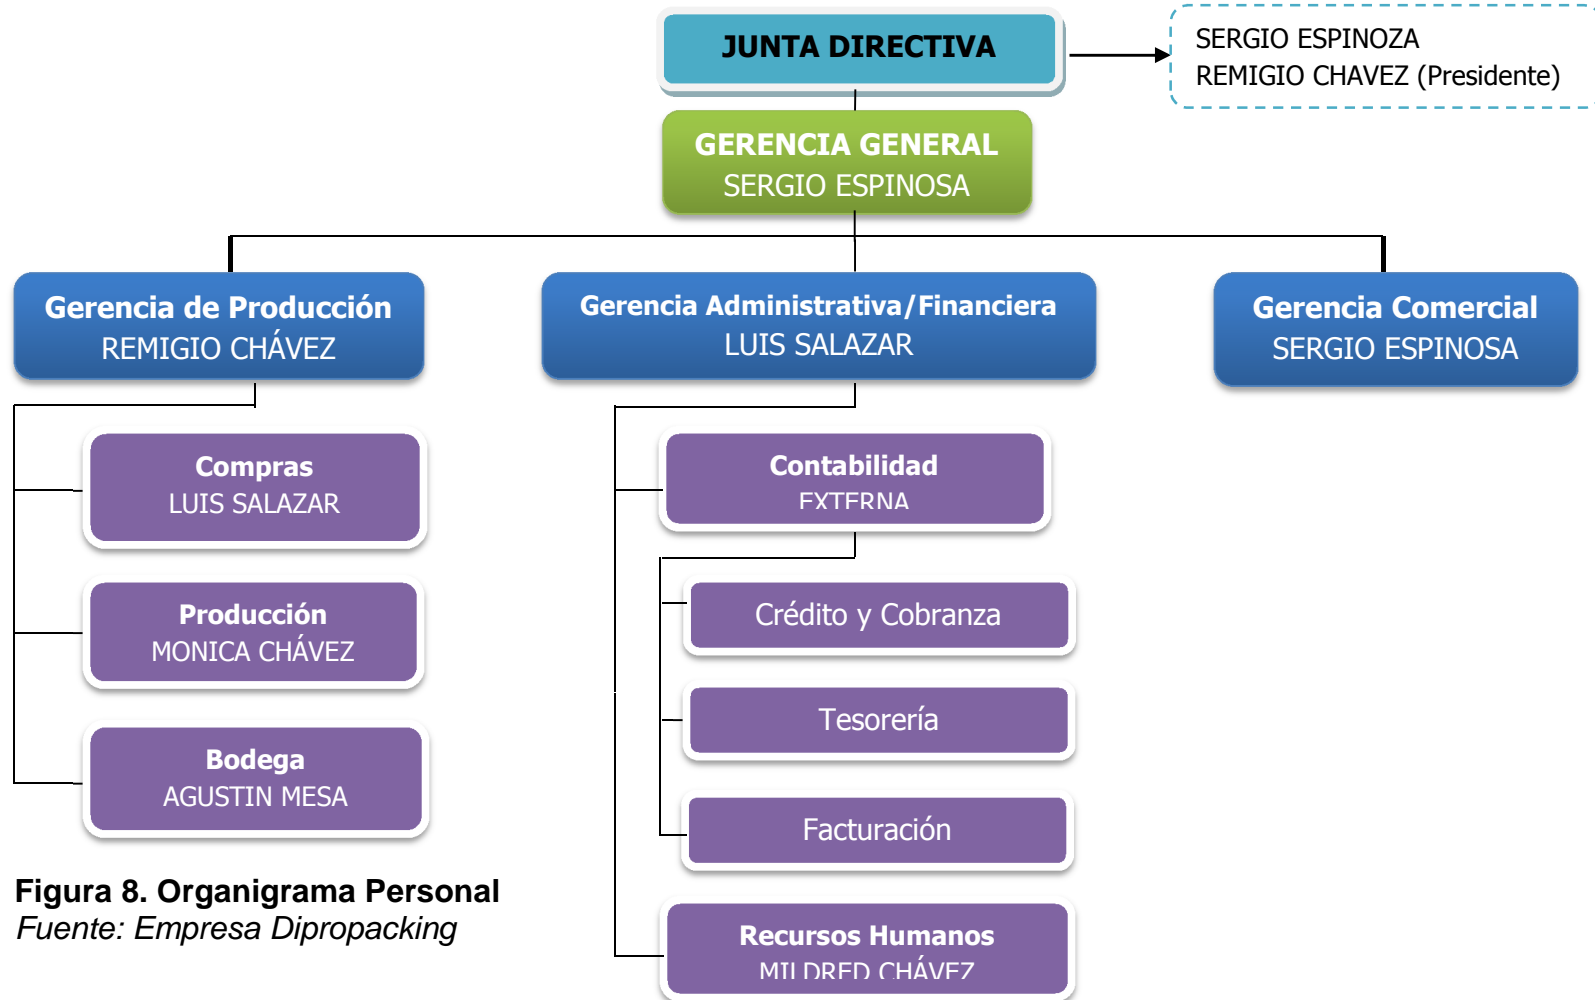 JUNTA DIRECTIVA
SERGIO ESPINOZA
REMIGIO CHAVEZ (Presidente)
GERENCIA GENERAL
SERGIO ESPINOSA
Gerencia de Producción
REMIGIO CHÁVEZ
Gerencia Administrativa/Financiera
LUIS SALAZAR
Gerencia Comercial
SERGIO ESPINOSA
Compras
LUIS SALAZAR
Producción
MONICA CHÁVEZ
Bodega
AGUSTIN MESA
Contabilidad
EXTERNA
Crédito y Cobranza
Tesorería
Facturación
Recursos Humanos
MILDRED CHÁVEZ
Figura 8. Organigrama Personal
Fuente: Empresa Dipropacking